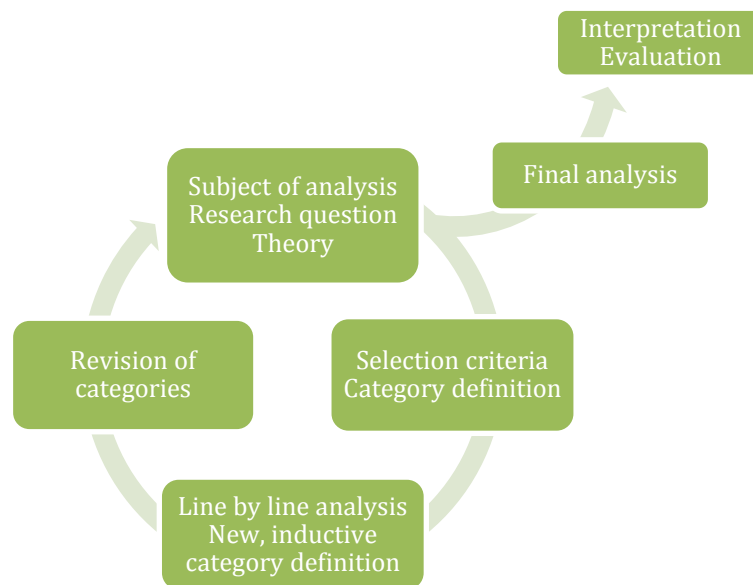 Interpretation
Evaluation
Final analysis
Subject of analysis
Research question
Theory
Revision of
categories
Selection criteria
Category definition
Line by line analysis
New, inductive
category definition